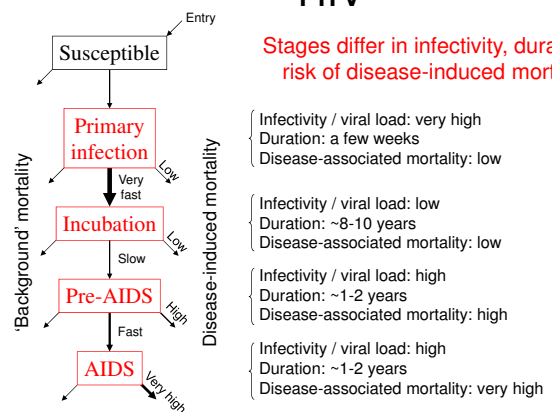 HIV
Entry
Susceptible
Stages differ in infectivity, dura
risk of disease-induced mort
Primary
infection
Low
Very
fast
Infectivity / viral load: very high
Duration: a few weeks
Disease-associated mortality: low
'Background' mortality
Disease-induced mortality
Incubation
Low
Slow
Infectivity / viral load: low
Duration: ~8-10 years
Disease-associated mortality: low
Pre-AIDS
High
Fast
Infectivity / viral load: high
Duration: ~1-2 years
Disease-associated mortality: high
AIDS
Very high
Infectivity / viral load: high
Duration: ~1-2 years
Disease-associated mortality: very high